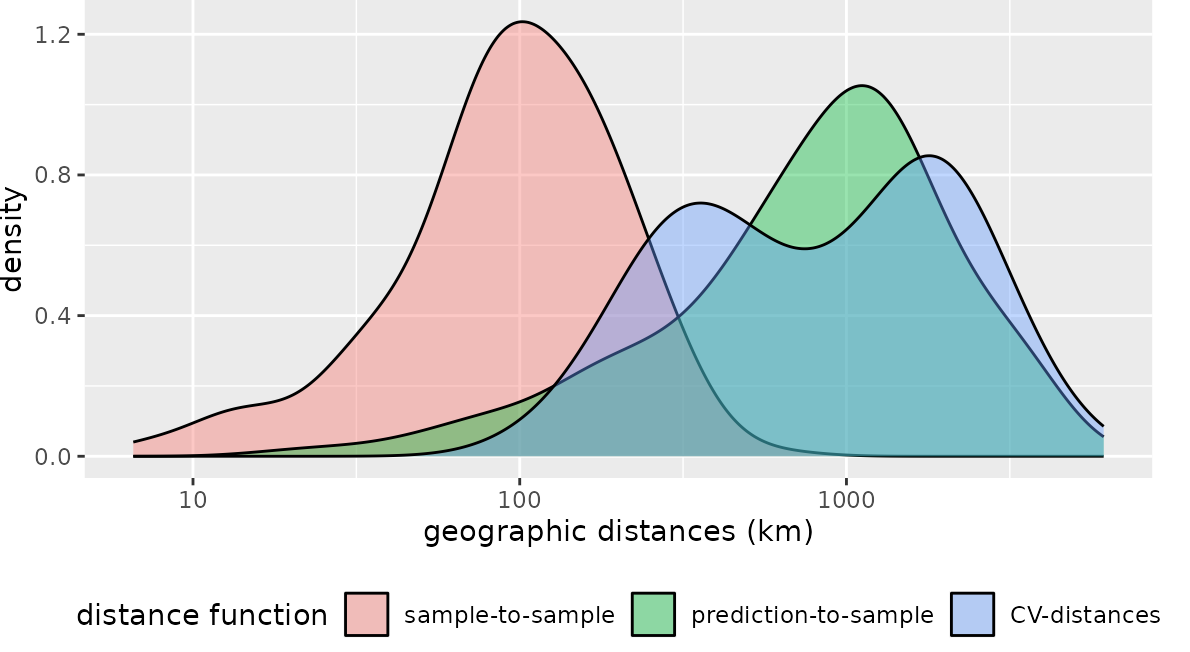 1.2
0.8
0.4
0.0
density
10 100 1000
geographic distances (km)
distance function sample-to-sample prediction-to-sample CV-distances